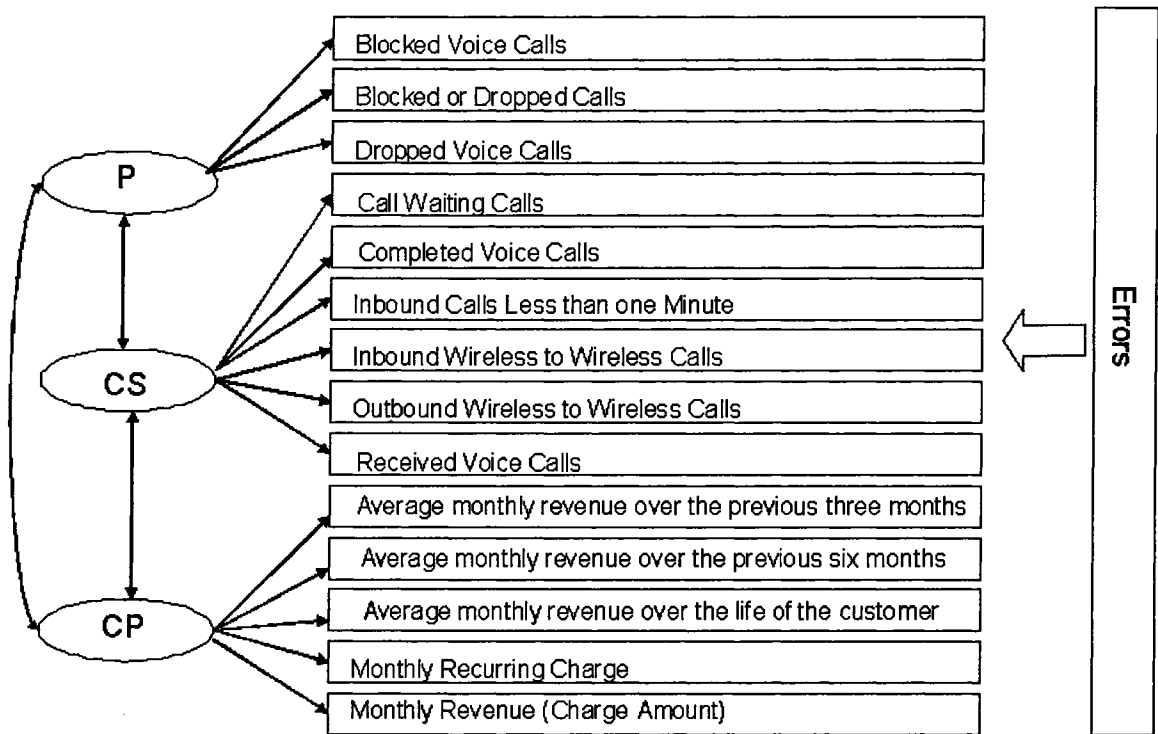 Blocked Voice Calls
Blocked or Dropped Calls
Dropped Voice Calls
P
Call Waiting Calls
Completed Voice Calls
Inbound Calls Less than one Minute
Inbound Wireless to Wireless Calls
CS
Outbound Wireless to Wireless Calls
Received Voice Calls
Average monthly revenue over the previous three months
Average monthly revenue over the previous six months
Average monthly revenue over the life of the customer
CP
Monthly Recurring Charge
Monthly Revenue (Charge Amount)
Errors